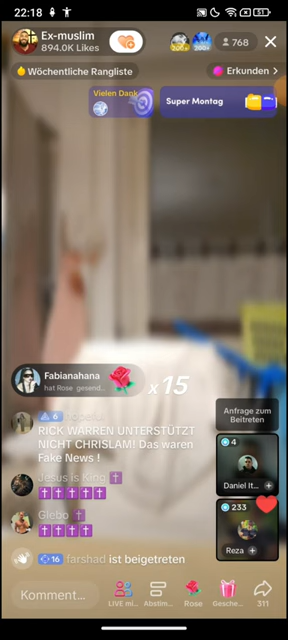 22:18
51
Ex-muslim
894.0K Likes
768
Wöchentliche Rangliste
Erkunden >
Vielen Dank
Super Montag
Fabianahana
hat Rose gesend...
x15
6
RICK WARREN UNTERSTÜTZT
NICHT CHRISLAM! Das waren
Fake News !
Jesus is King
Glebo
16 farshad ist beigetreten
Anfrage zum
Beitreten
4
Daniel It...
233
Reza
Komment...
LIVE mi...
Abstim...
Rose
Gesche...
311